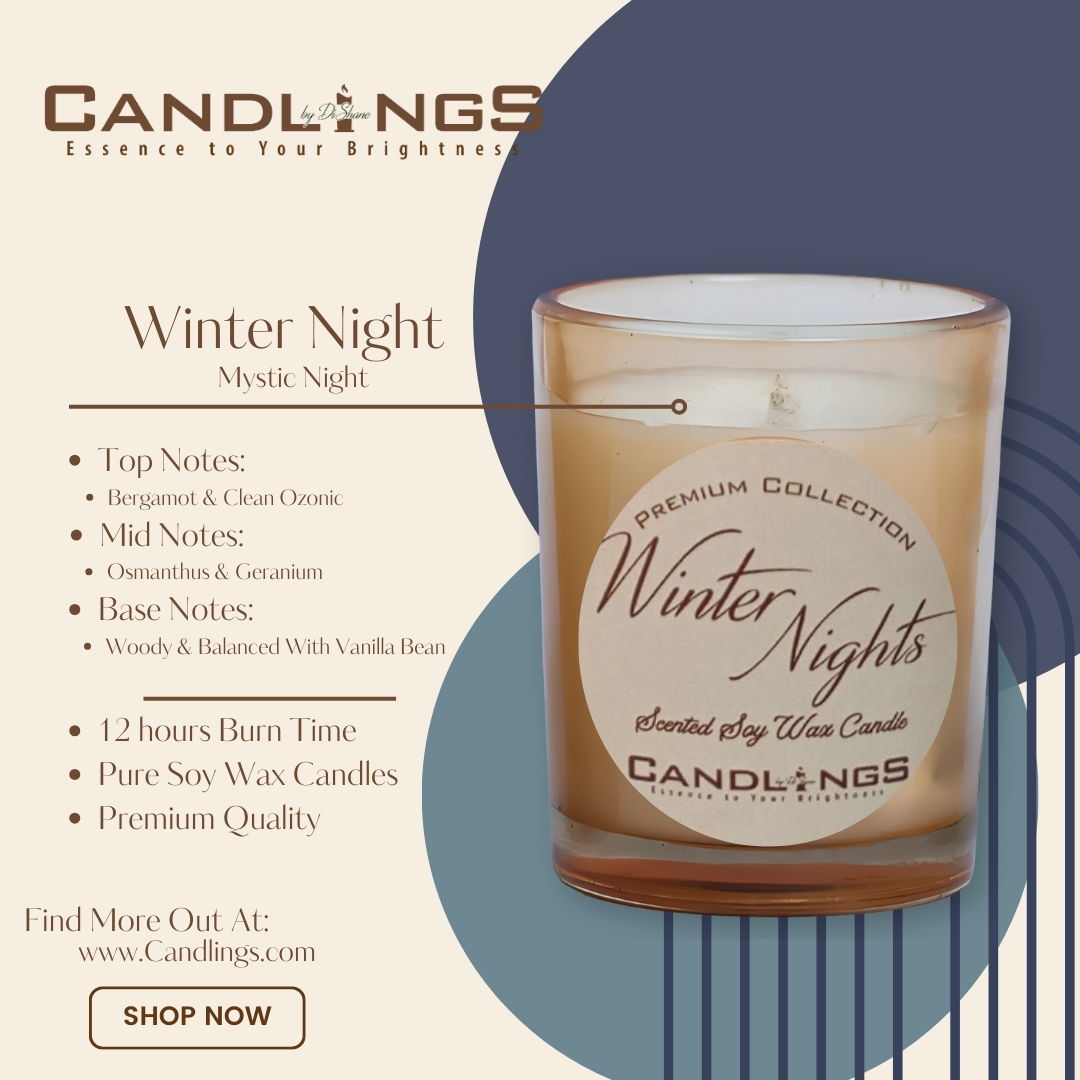 CANDLINGS
by DiShane
Essence to Your Brightness
Winter Night
Mystic Night
Top Notes:
Bergamot & Clean Ozonic
Mid Notes:
Osmanthus & Geranium
Base Notes:
Woody & Balanced With Vanilla Bean
12 hours Burn Time
Pure Soy Wax Candles
Premium Quality
Find More Out At:
www.Candlings.com
SHOP NOW
PREMIUM COLLECTION
Winter
Nights
Scented Soy Wax Candle
CANDLINGS
Essence to Your Brightness